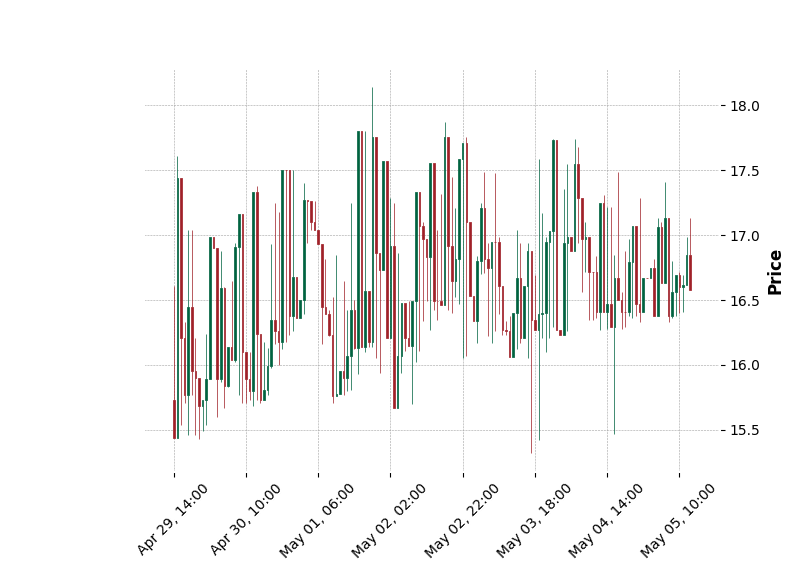 18.0
17.5
17.0
16.5
16.0
15.5
Price
Apr 29, 14:00
Apr 30, 10:00
May 01, 06:00
May 02, 02:00
May 02, 22:00
May 03, 18:00
May 04, 14:00
May 05, 10:00